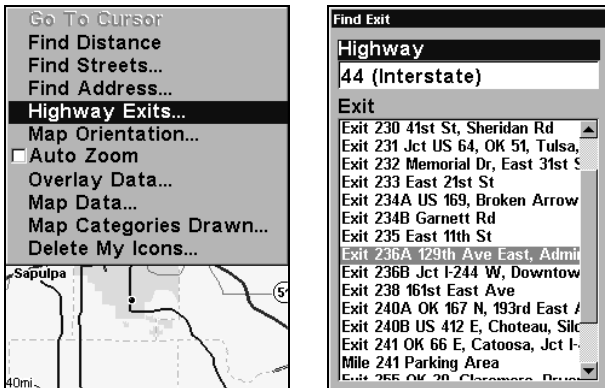 Go To Cursor
Find Distance
Find Streets...
Find Address...
Highway Exits...
Map Orientation...
Auto Zoom
Overlay Data...
Map Data...
Map Categories Drawn...
Delete My Icons...
Sapulpa
40mi
Find Exit
Highway
44 (Interstate)
Exit
Exit 230 41st St, Sheridan Rd
Exit 231 Jct US 64, OK 51, Tulsa,
Exit 232 Memorial Dr, East 31st S
Exit 233 East 21st St
Exit 234A US 169, Broken Arrow
Exit 234B Garnett Rd
Exit 235 East 11th St
Exit 236A 129th Ave East, Admi
Exit 236B Jct I-244 W, Downtow
Exit 238 161st East Ave
Exit 240A OK 167 N, 193rd East
Exit 240B US 412 E, Choteau,
Exit 241 OK 66 E, Catoosa, Jct I-
Mile 241 Parking Area
Exit 255 OK 20, Claremore,